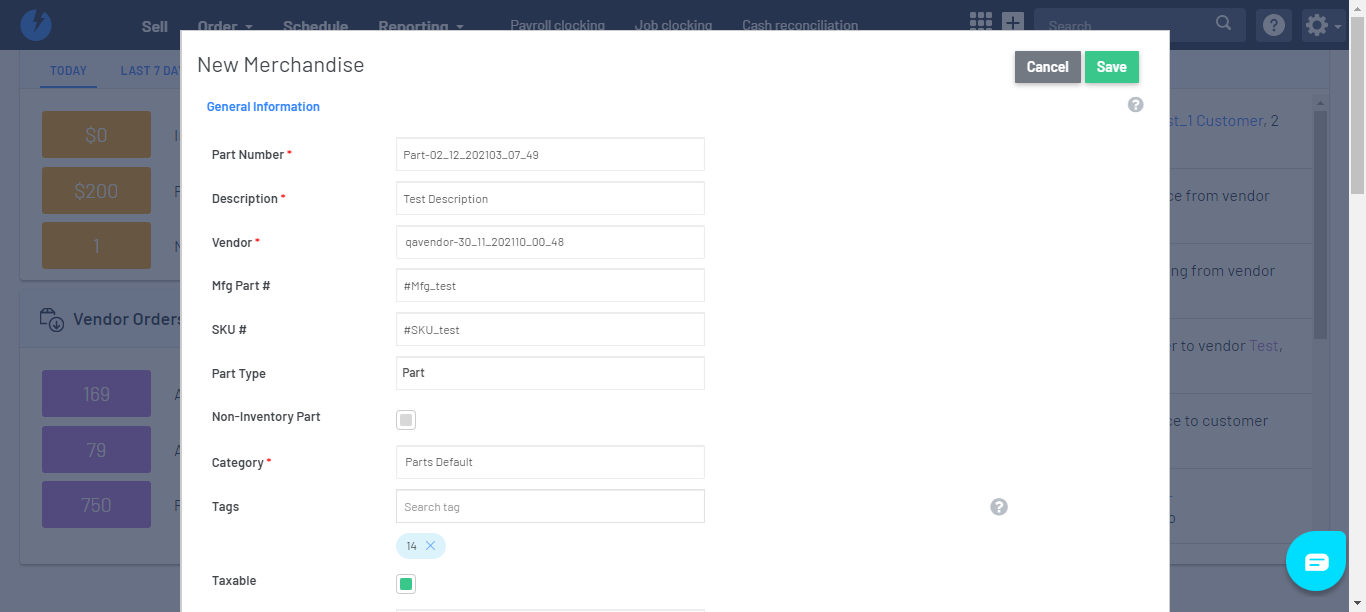 Sell Order Schedule Reporting Payroll clocking Job clocking Cash reconciliation Search
New Merchandise
Cancel Save
TODAY LAST 7 DA
General Information
$0
st_1 Customer, 2
Part Number * Part-02_12_202103_07_49
$200
Description * Test Description
ce from vendor
1
Vendor * qavendor-30_11_202110_00_48
ng from vendor
Mfg Part # #Mfg_test
Vendor Orders
SKU # #SKU_test
er to vendor Test,
Part Type Part
169
Non-Inventory Part
ce to customer
79
Category * Parts Default
750
Tags Search tag
14
Taxable